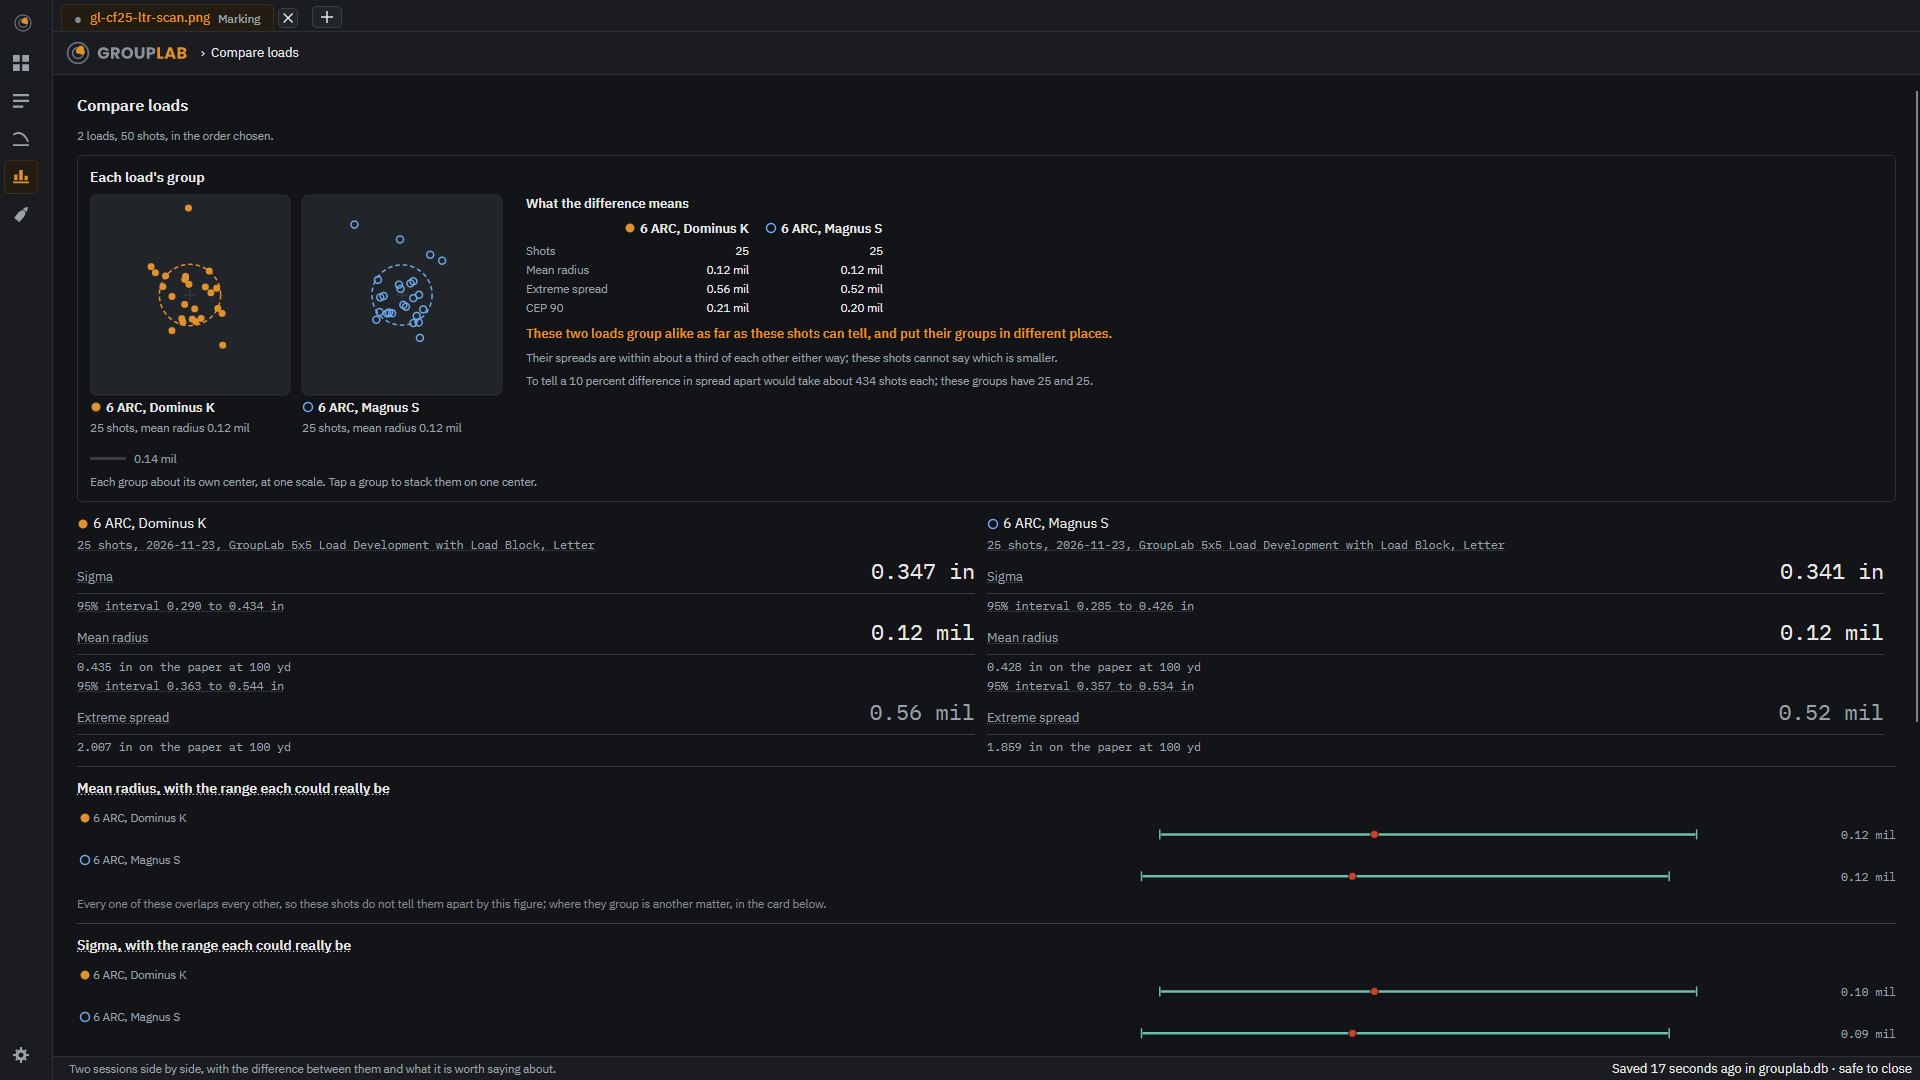 gl-cf25-ltr-scan.png Marking
GROUPLAB › Compare loads
Compare loads
2 loads, 50 shots, in the order chosen.
Each load's group
What the difference means
6 ARC, Dominus K 6 ARC, Magnus S
Shots 25 25
Mean radius 0.12 mil 0.12 mil
Extreme spread 0.56 mil 0.52 mil
CEP 90 0.21 mil 0.20 mil
These two loads group alike as far as these shots can tell, and put their groups in different places.
Their spreads are within about a third of each other either way; these shots cannot say which is smaller.
To tell a 10 percent difference in spread apart would take about 434 shots each; these groups have 25 and 25.
6 ARC, Dominus K 6 ARC, Magnus S
25 shots, mean radius 0.12 mil 25 shots, mean radius 0.12 mil
0.14 mil
Each group about its own center, at one scale. Tap a group to stack them on one center.
6 ARC, Dominus K
25 shots, 2026-11-23, GroupLab 5x5 Load Development with Load Block, Letter
Sigma 0.347 in
95% interval 0.290 to 0.434 in
Mean radius 0.12 mil
0.435 in on the paper at 100 yd
95% interval 0.363 to 0.544 in
Extreme spread 0.56 mil
2.007 in on the paper at 100 yd
6 ARC, Magnus S
25 shots, 2026-11-23, GroupLab 5x5 Load Development with Load Block, Letter
Sigma 0.341 in
95% interval 0.285 to 0.426 in
Mean radius 0.12 mil
0.428 in on the paper at 100 yd
95% interval 0.357 to 0.534 in
Extreme spread 0.52 mil
1.859 in on the paper at 100 yd
Mean radius, with the range each could really be
6 ARC, Dominus K
0.12 mil
6 ARC, Magnus S
0.12 mil
Every one of these overlaps every other, so these shots do not tell them apart by this figure; where they group is another matter, in the card below.
Sigma, with the range each could really be
6 ARC, Dominus K
0.10 mil
6 ARC, Magnus S
0.09 mil
Two sessions side by side, with the difference between them and what it is worth saying about.
Saved 17 seconds ago in grouplab.db · safe to close